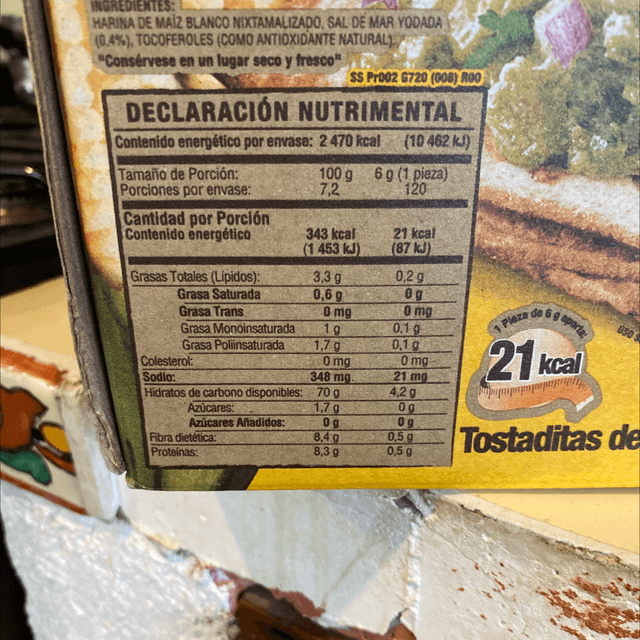 INGREDIENTES:
HARINA DE MAÍZ BLANCO NIXTAMALIZADO, SAL DE MAR YODADA
(0,4%), TOCOFEROLES (COMO ANTIOXIDANTE NATURAL).
"Consérvese en un lugar seco y fresco"
SS Pr002 G720 (008) R00
DECLARACIÓN NUTRIMENTAL
Contenido energético por envase: 2 470 kcal (10 462 kJ)
Tamaño de Porción: 100 g 6 g (1 pieza)
Porciones por envase: 7,2 120
Cantidad por Porción
Contenido energético 343 kcal 21 kcal
(1 453 kJ) (87 kJ)
Grasas Totales (Lípidos): 3,3 g 0,2 g
Grasa Saturada 0,6 g 0 g
Grasa Trans 0 mg 0 mg
Grasa Monoinsaturada 1 g 0,1 g
Grasa Poliinsaturada 1,7 g 0,1 g
Colesterol: 0 mg 0 mg
Sodio: 348 mg 21 mg
Hidratos de carbono disponibles: 70 g 4,2 g
Azúcares: 1,7 g 0 g
Azúcares Añadidos: 0 g 0 g
Fibra dietética: 8,4 g 0,5 g
Proteínas: 8,3 g 0,5 g
1 Pieza de 6 g aporta:
21 kcal
Tostaditas de